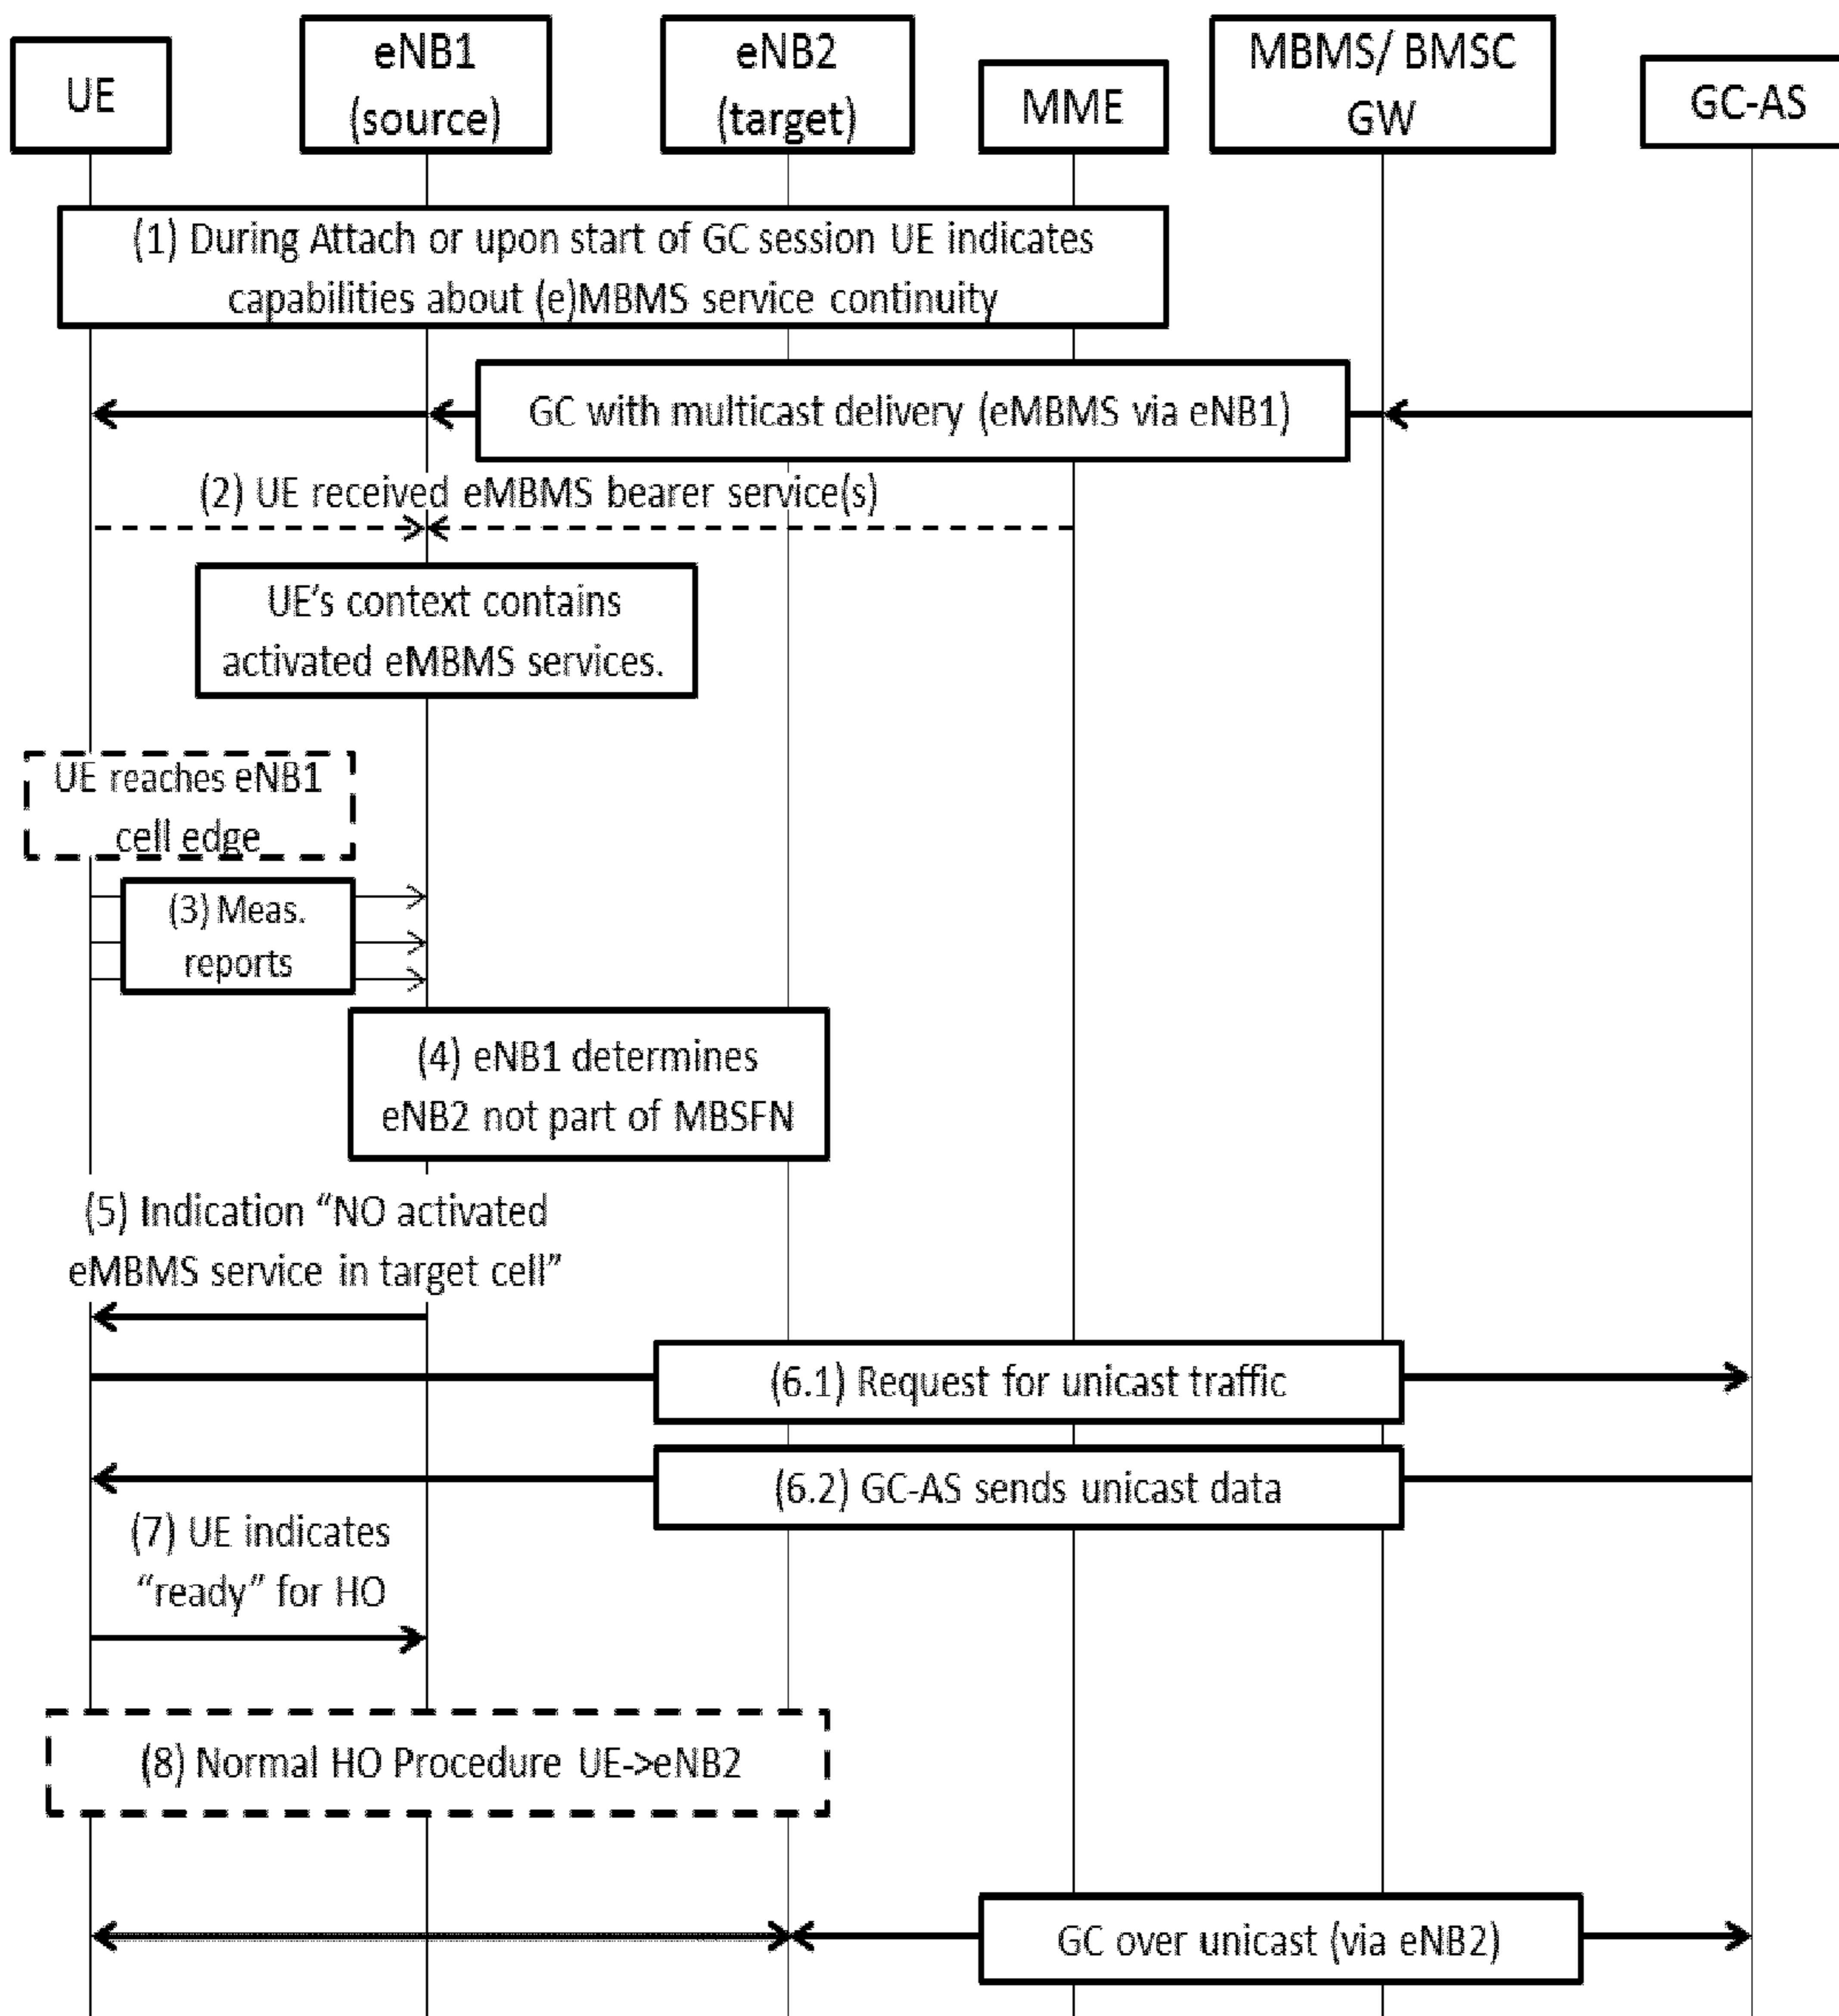 UE
eNB1
(source)
eNB2
(target)
MME
MBMS/ BMSC
GW
GC-AS
(1) During Attach or upon start of GC session UE indicates
capabilities about (e)MBMS service continuity
GC with multicast delivery (eMBMS via eNB1)
(2) UE received eMBMS bearer service(s)
UE's context contains
activated eMBMS services.
UE reaches eNB1
cell edge
(3) Meas.
reports
(4) eNB1 determines
eNB2 not part of MBSFN
(5) Indication “NO activated
eMBMS service in target cell”
(6.1) Request for unicast traffic
(6.2) GC-AS sends unicast data
(7) UE indicates
“ready” for HO
(8) Normal HO Procedure UE->eNB2
GC over unicast (via eNB2)